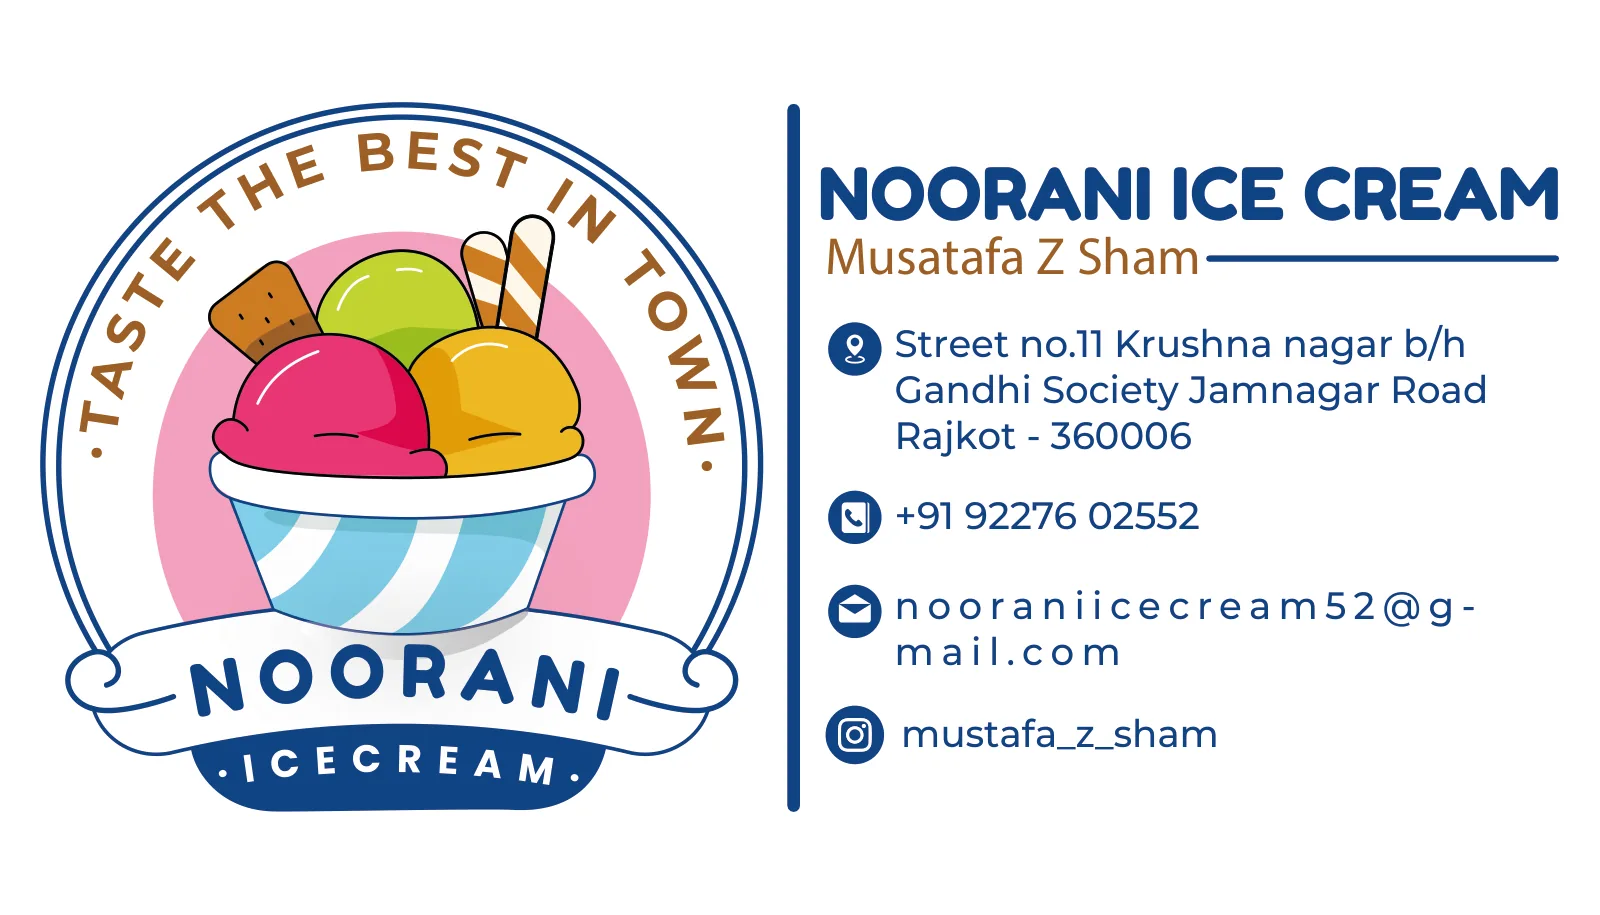 TASTE THE BEST IN TOWN
NOORANI
ICECREAM
NOORANI ICE CREAM
Musatafa Z Sham
Street no.11 Krushna nagar b/h
Gandhi Society Jamnagar Road
Rajkot - 360006
+91 92276 02552
nooraniicecream52@g-
mail.com
mustafa_z_sham